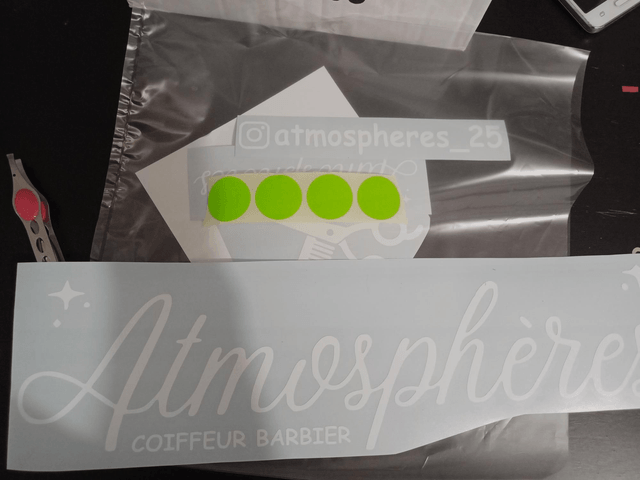 atmospheres_25
Atmosphères
COIFFEUR BARBIER